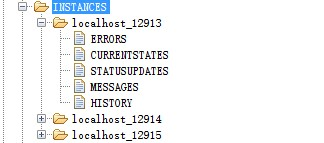 INSTANCES
localhost_12913
ERRORS
CURRENTSTATES
STATUSUPDATES
MESSAGES
HISTORY
localhost_12914
localhost_12915